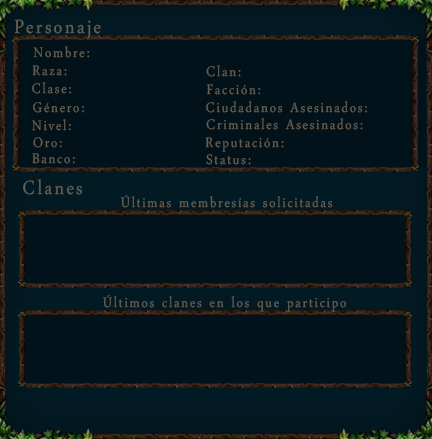 Personaje
Nombre:
Raza:
Clan:
Clase:
Facción:
Género:
Ciudadanos Asesinados:
Nivel:
Criminales Asesinados:
Oro:
Reputación:
Banco:
Status:
Clanes
Últimas membresías solicitadas
Últimos clanes en los que participo